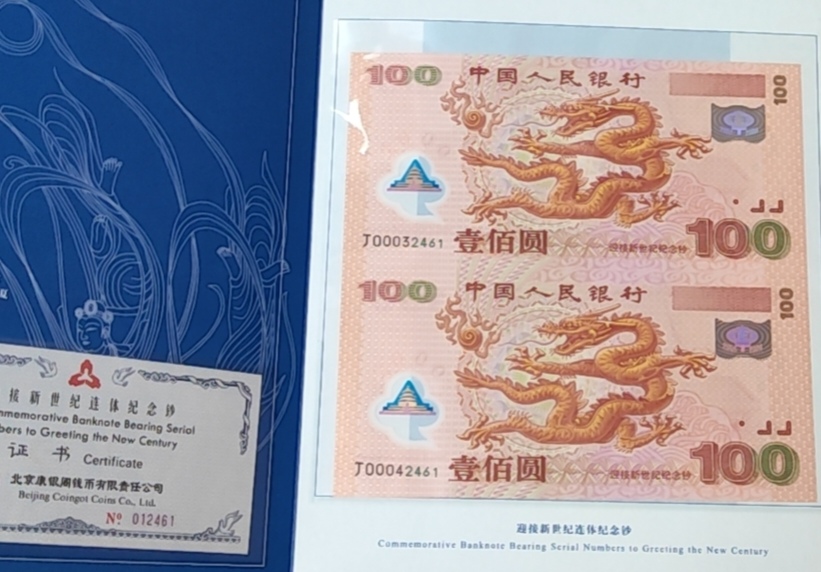 接新世纪连体纪念钞
Commemorative Banknote Bearing Serial
Numbers to Greeting the New Century
证书 Certificate
北京康银阁钱币有限责任公司
Beijing Coingot Coins Co., Ltd.
Nº 012461
100 中国人民银行 100
J00032461 壹佰圆 迎接新世纪纪念钞 100
100 中国人民银行 100
J00042461 壹佰圆 迎接新世纪纪念钞 100
迎接新世纪连体纪念钞
Commemorative Banknote Bearing Serial Numbers to Greeting the New Century